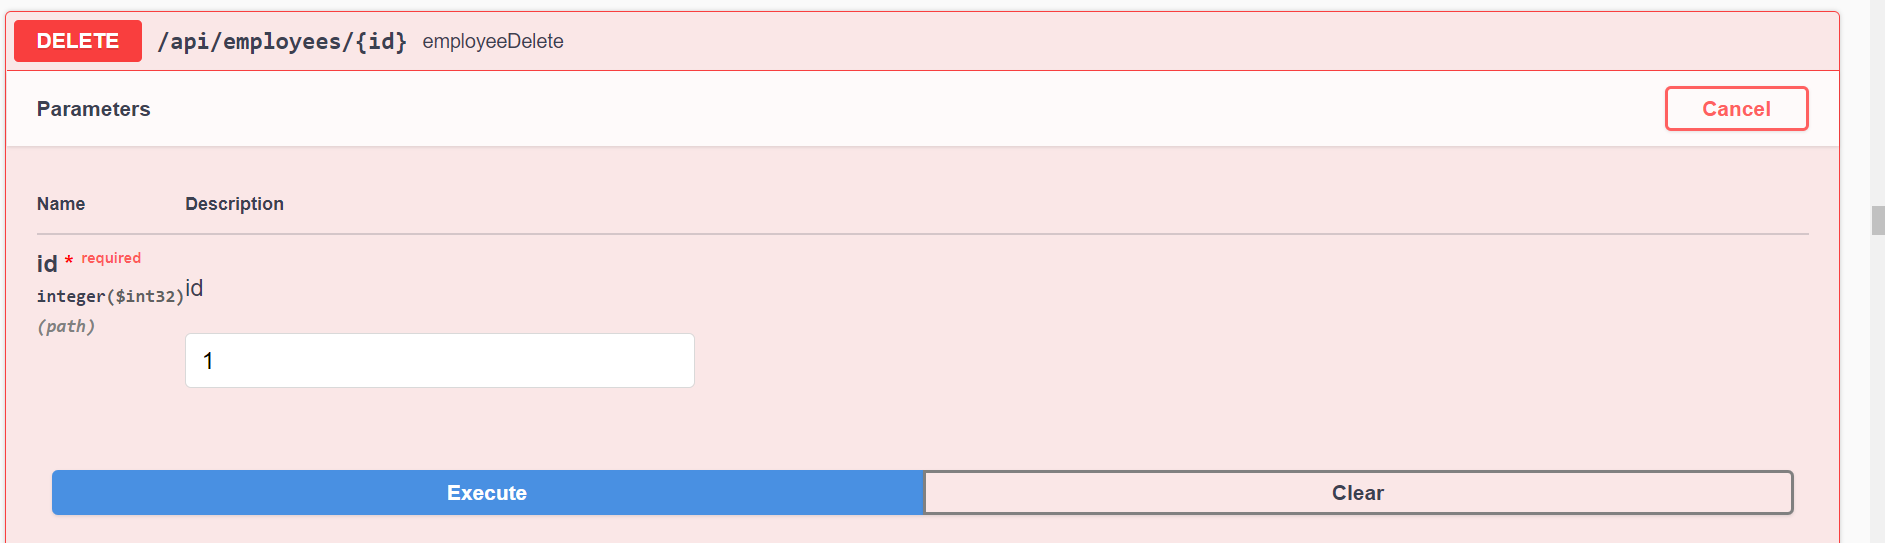 DELETE /api/employees/{id} employeeDelete
Parameters Cancel
Name Description
id * required
integer($int32)
(path)
id
1
Execute Clear